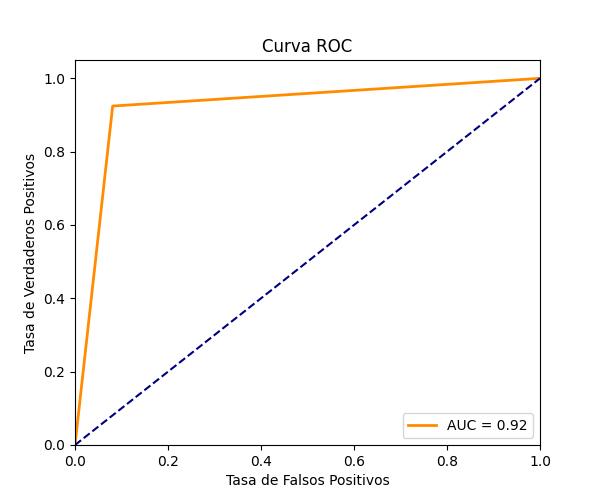 Curva ROC
Tasa de Verdaderos Positivos
1.0
0.8
0.6
0.4
0.2
0.0
AUC = 0.92
0.0 0.2 0.4 0.6 0.8 1.0
Tasa de Falsos Positivos